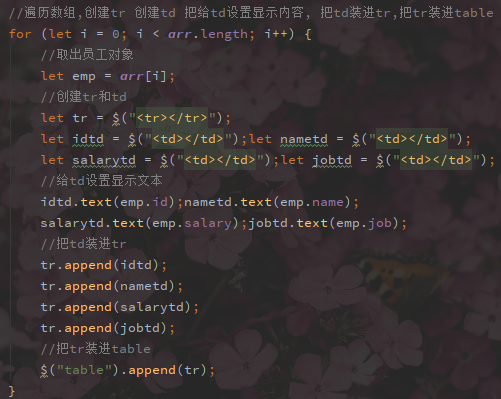 //遍历数组,创建tr 创建td 把给td设置显示内容, 把td装进tr,把tr装进table
for (let i = 0; i < arr.length; i++) {
//取出员工对象
let emp = arr[i];
//创建tr和td
let tr = $("<tr></tr>");
let idtd = $("<td></td>");let nametd = $("<td></td>");
let salarytd = $("<td></td>");let jobtd = $("<td></td>");
//给td设置显示文本
idtd.text(emp.id);nametd.text(emp.name);
salarytd.text(emp.salary);jobtd.text(emp.job);
//把td装进tr
tr.append(idtd);
tr.append(nametd);
tr.append(salarytd);
tr.append(jobtd);
//把tr装进table
$("table").append(tr);
}